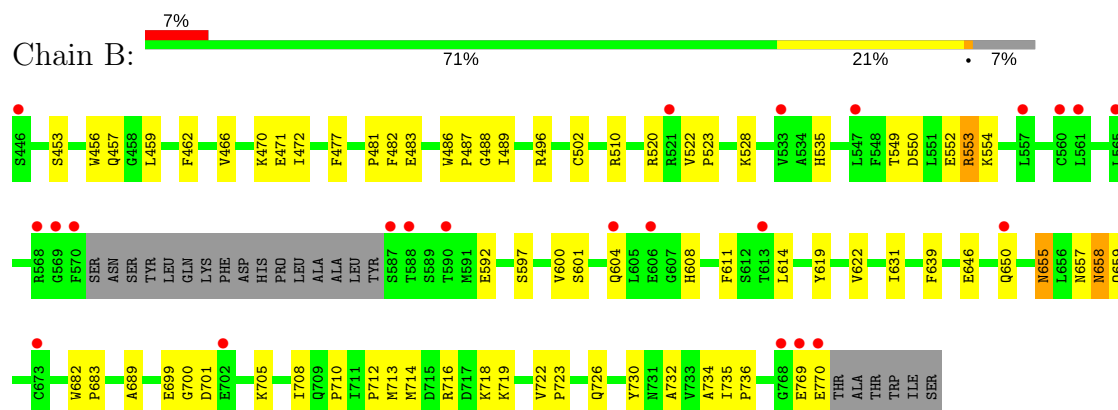 7%
Chain B:
71% 21% • 7%
S446 S453 W456 Q457 G458 L459 F462 V466 K470 E471 I472 F477 P481 F482 E483 W486 P487 G488 I489 R496 C502 R510 R520 R521 V522 P523 K528 V533 A534 H535 L547 F548 T549 D550 L551 E552 R553 K554 L557 C560 L561 L565
R568 G569 F570 SER ASN SER TYR LEU GLN LYS PHE ASP HIS PRO LEU ALA ALA LEU TYR S587 T588 S589 T590 M591 E592 S597 V600 S601 Q604 L605 E606 G607 H608 F611 S612 T613 L614 Y619 V622 I631 F639 E646 Q650 N655 L656 N657 N658 Q659
C673 W682 P683 A689 E699 G700 D701 E702 K705 I708 Q709 P710 I711 P712 M713 M714 D715 R716 D717 K718 K719 V722 P723 Q726 Y730 N731 A732 V733 A734 I735 P736 G768 E769 E770 THR ALA THR TRP ILE SER